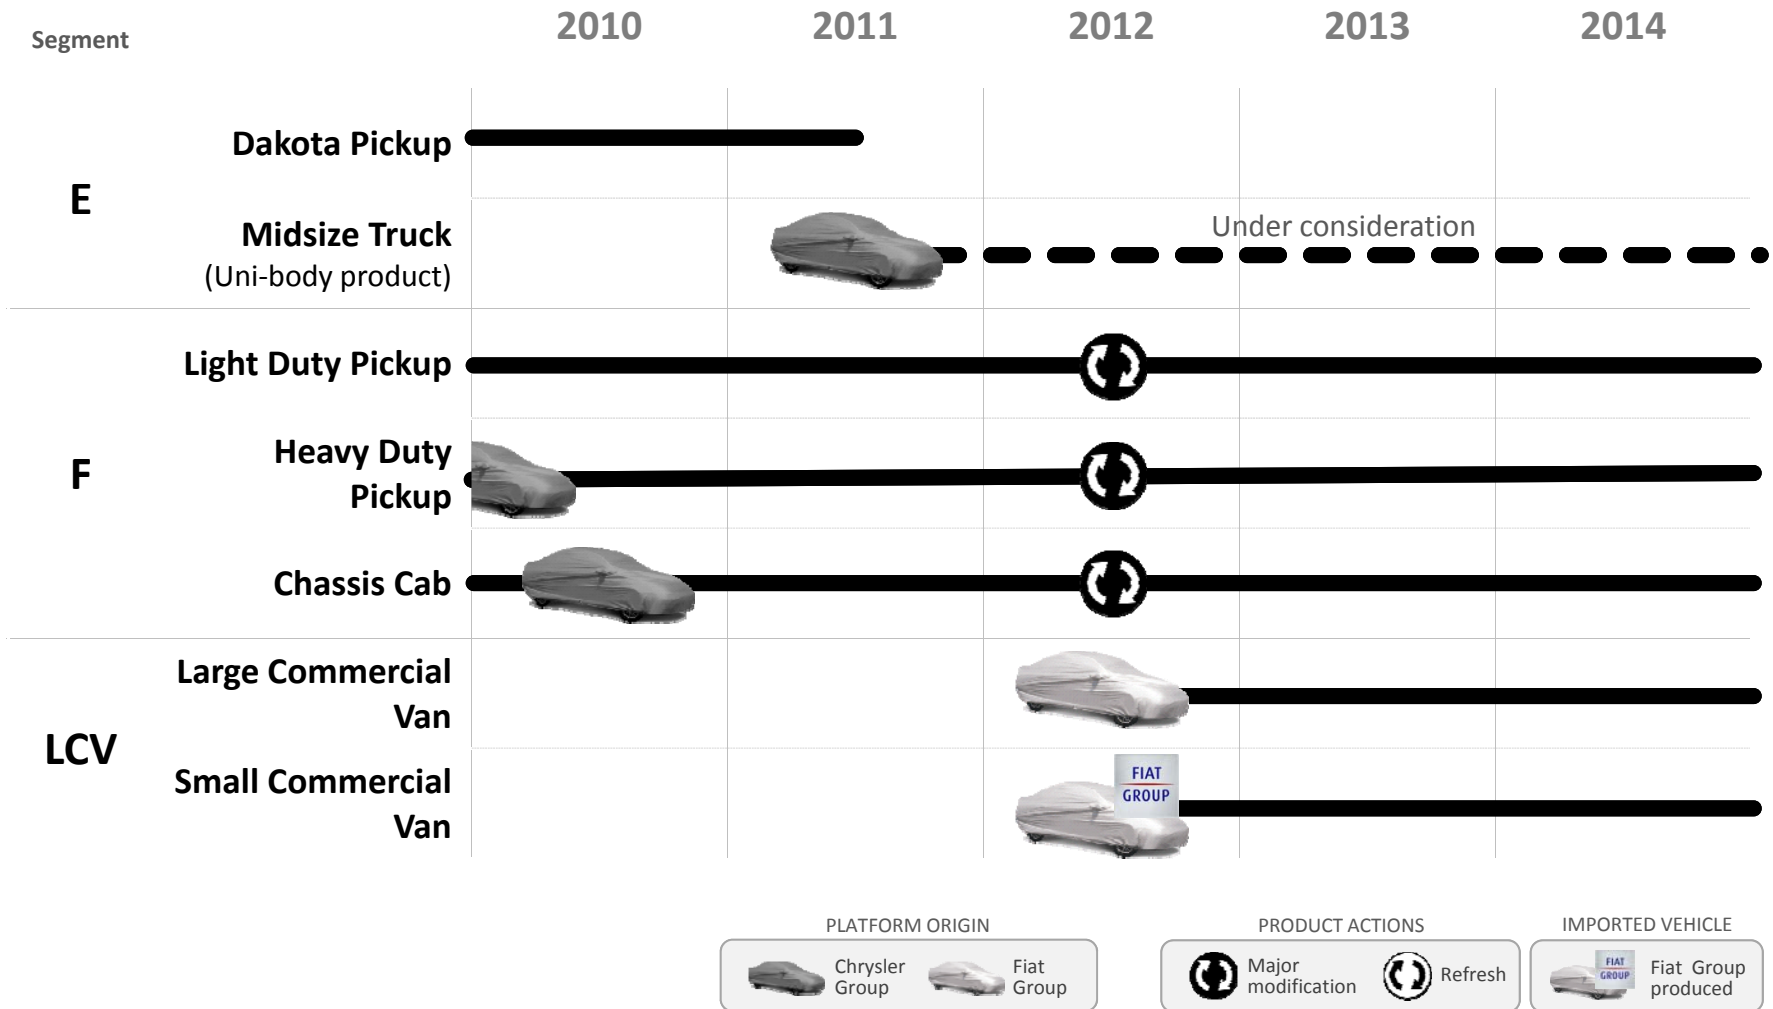 Segment
2010 2011 2012 2013 2014
E
Dakota Pickup
Midsize Truck
(Uni-body product)
Under consideration
F
Light Duty Pickup
Heavy Duty
Pickup
Chassis Cab
LCV
Large Commercial
Van
Small Commercial
Van
FIAT
GROUP
PLATFORM ORIGIN
Chrysler
Group
Fiat
Group
PRODUCT ACTIONS
Major
modification
Refresh
IMPORTED VEHICLE
FIAT
GROUP
Fiat Group
produced